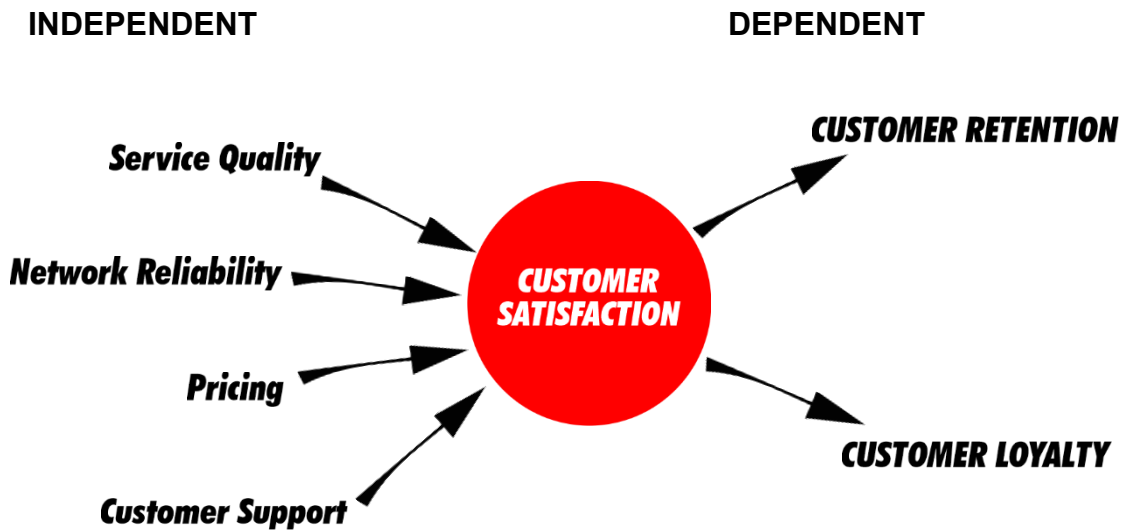 INDEPENDENT
DEPENDENT
CUSTOMER RETENTION
Service Quality
Network Reliability
CUSTOMER
SATISFACTION
Pricing
CUSTOMER LOYALTY
Customer Support